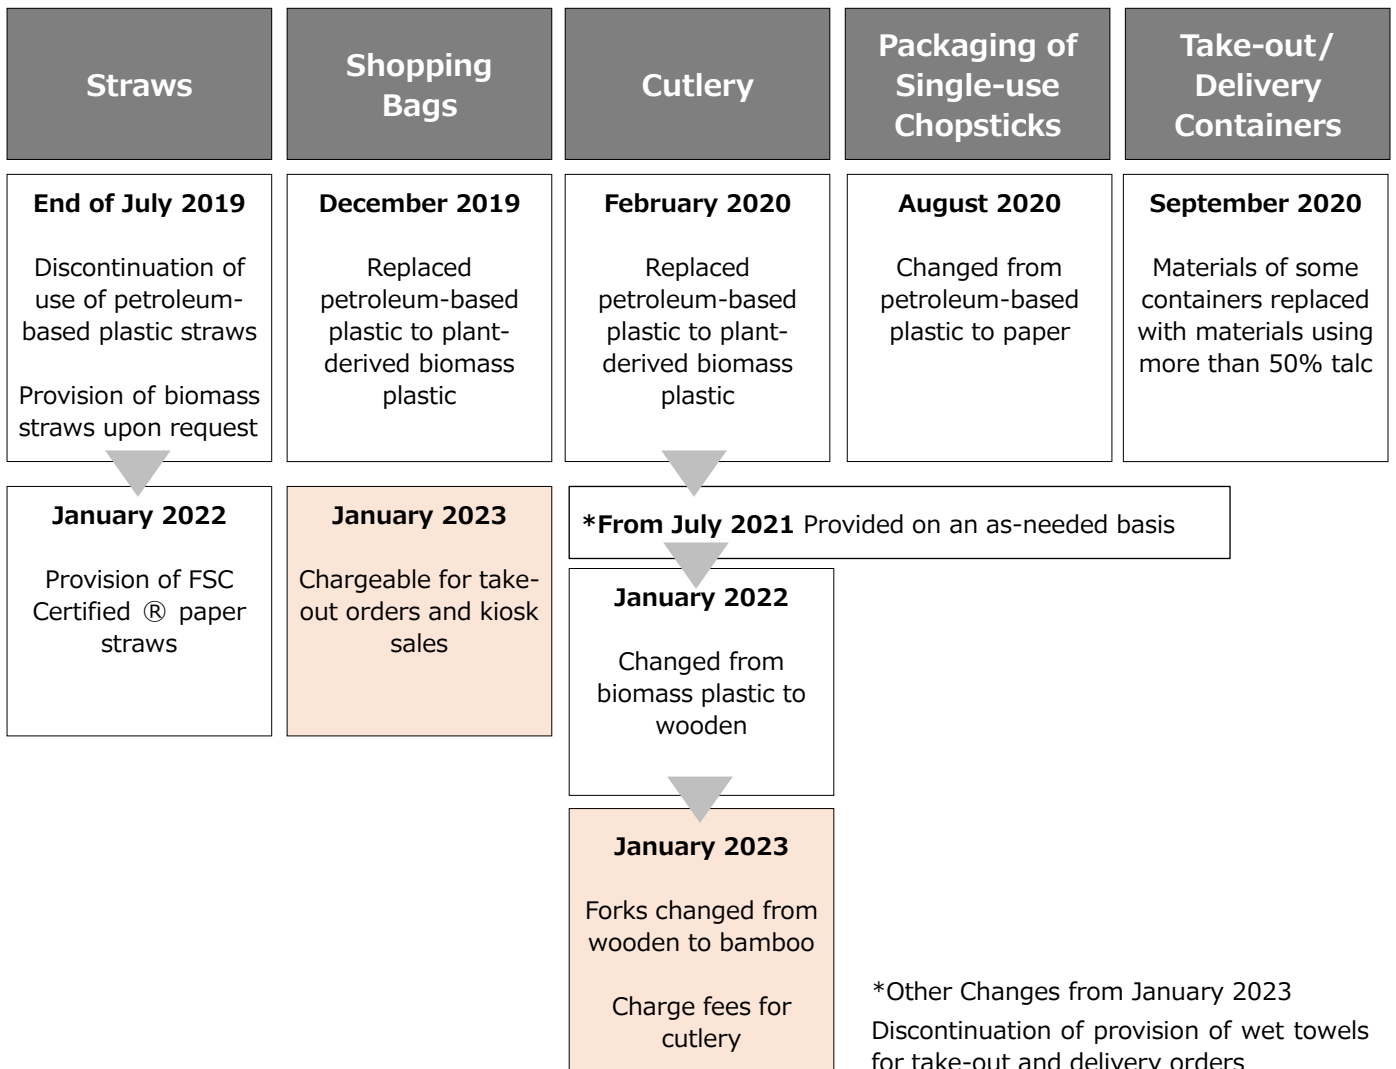 Straws
Shopping
Bags
Cutlery
Packaging of
Single-use
Chopsticks
Take-out/
Delivery
Containers
End of July 2019
Discontinuation of
use of petroleum-
based plastic straws
Provision of biomass
straws upon request
December 2019
Replaced
petroleum-based
plastic to plant-
derived biomass
plastic
February 2020
Replaced
petroleum-based
plastic to plant-
derived biomass
plastic
August 2020
Changed from
petroleum-based
plastic to paper
September 2020
Materials of some
containers replaced
with materials using
more than 50% talc
January 2022
Provision of FSC
Certified ® paper
straws
January 2023
Chargeable for take-
out orders and kiosk
sales
*From July 2021 Provided on an as-needed basis
January 2022
Changed from
biomass plastic to
wooden
January 2023
Forks changed from
wooden to bamboo
Charge fees for
cutlery
*Other Changes from January 2023
Discontinuation of provision of wet towels
for take-out and delivery orders